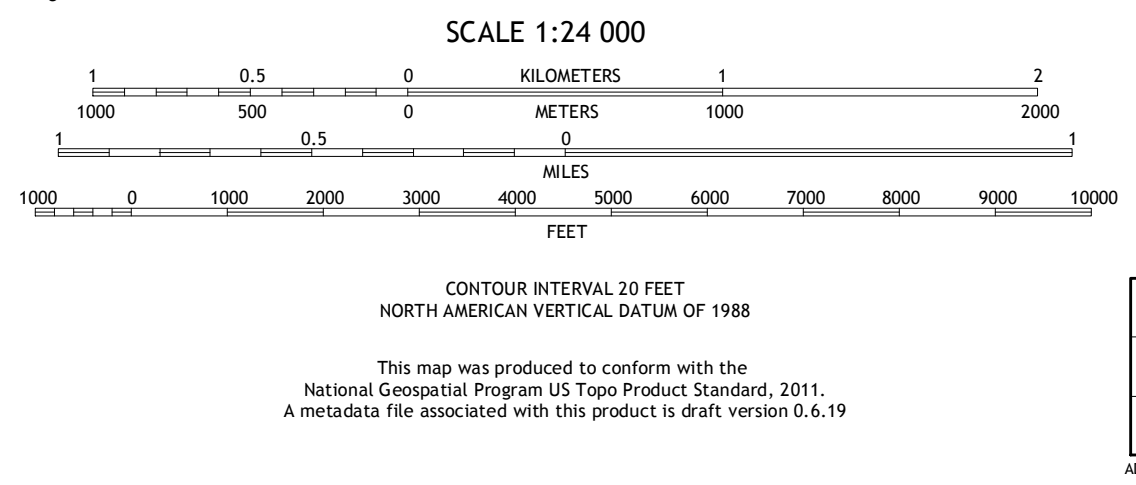 SCALE 1:24 000
1 0.5 0 KILOMETERS 1 2
1000 500 0 METERS 1000 2000
1 0.5 0 1
MILES
1000 0 1000 2000 3000 4000 5000 6000 7000 8000 9000 10000
FEET
CONTOUR INTERVAL 20 FEET
NORTH AMERICAN VERTICAL DATUM OF 1988
This map was produced to conform with the
National Geospatial Program US Topo Product Standard, 2011.
A metadata file associated with this product is draft version 0.6.19